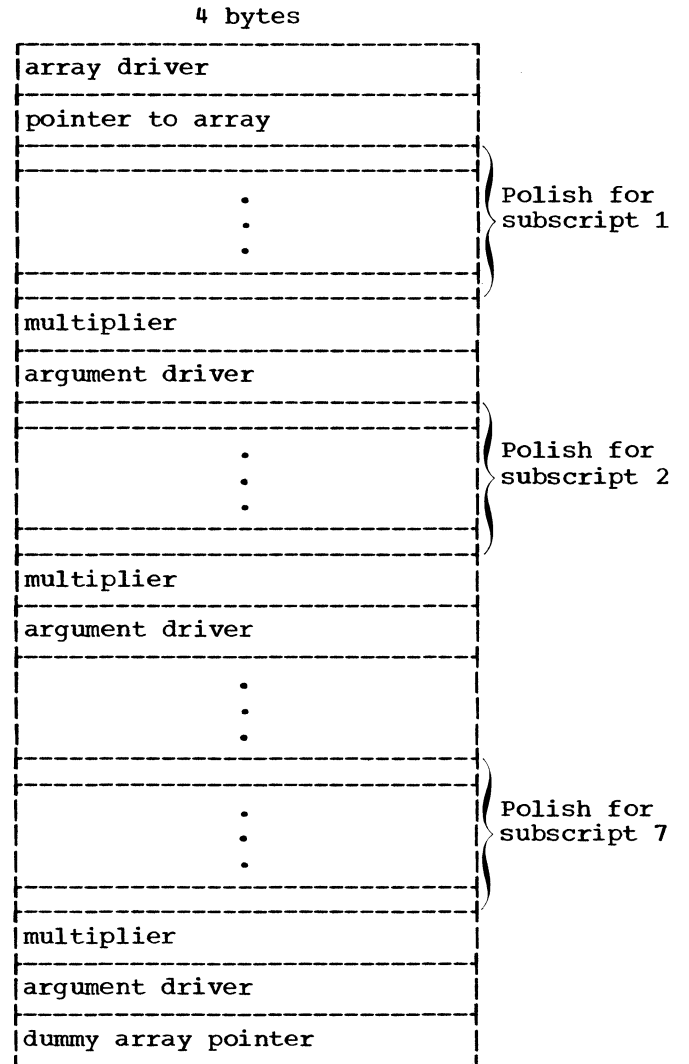 4 bytes
array driver
pointer to array
Polish for
subscript 1
multiplier
argument driver
Polish for
subscript 2
multiplier
argument driver
Polish for
subscript 7
multiplier
argument driver
dummy array pointer